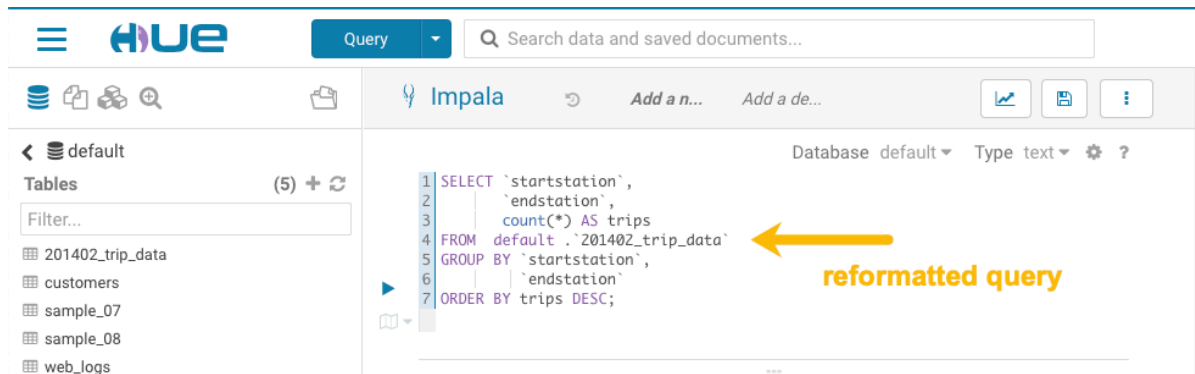 HUE Query Search data and saved documents...
Impala Add a n... Add a de...
default
Database default Type text ?
Tables (5)
Filter...
201402_trip_data
customers
sample_07
sample_08
web_logs
1 SELECT `startstation`,
2 `endstation`,
3 count(*) AS trips
4 FROM default .`201402_trip_data`
5 GROUP BY `startstation`,
6 `endstation`
7 ORDER BY trips DESC;
reformatted query